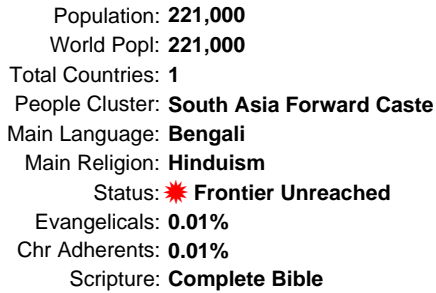 Population: 221,000
World Popl: 221,000
Total Countries: 1
People Cluster: South Asia Forward Caste
Main Language: Bengali
Main Religion: Hinduism
Status: Frontier Unreached
Evangelicals: 0.01%
Chr Adherents: 0.01%
Scripture: Complete Bible